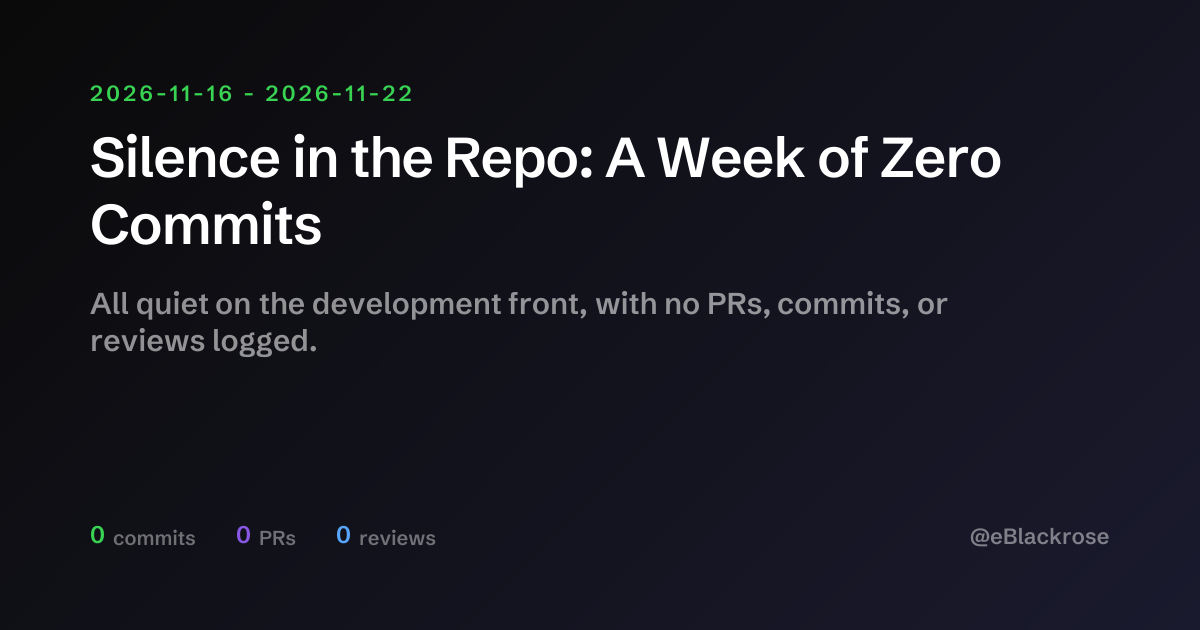 2026-11-16 - 2026-11-22
Silence in the Repo: A Week of Zero
Commits
All quiet on the development front, with no PRs, commits, or
reviews logged.
0 commits 0 PRs 0 reviews @eBlackrose